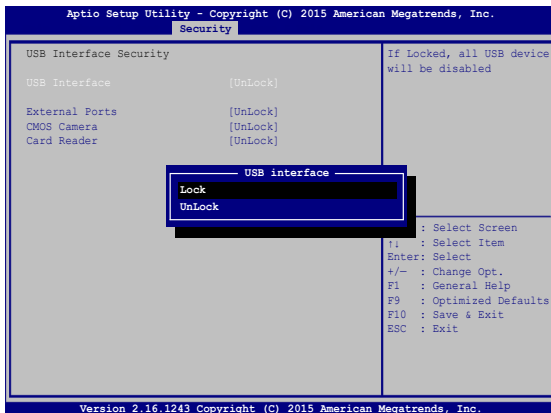 Aptio Setup Utility - Copyright (C) 2015 American Megatrends, Inc.
Security
USB Interface Security
USB Interface [UnLock]
External Ports [UnLock]
CMOS Camera [UnLock]
Card Reader [UnLock]
If Locked, all USB device
will be disabled
USB interface
Lock
UnLock
: Select Screen
↑↓ : Select Item
Enter: Select
+/— : Change Opt.
F1 : General Help
F9 : Optimized Defaults
F10 : Save & Exit
ESC : Exit
Version 2.16.1243 Copyright (C) 2015 American Megatrends, Inc.